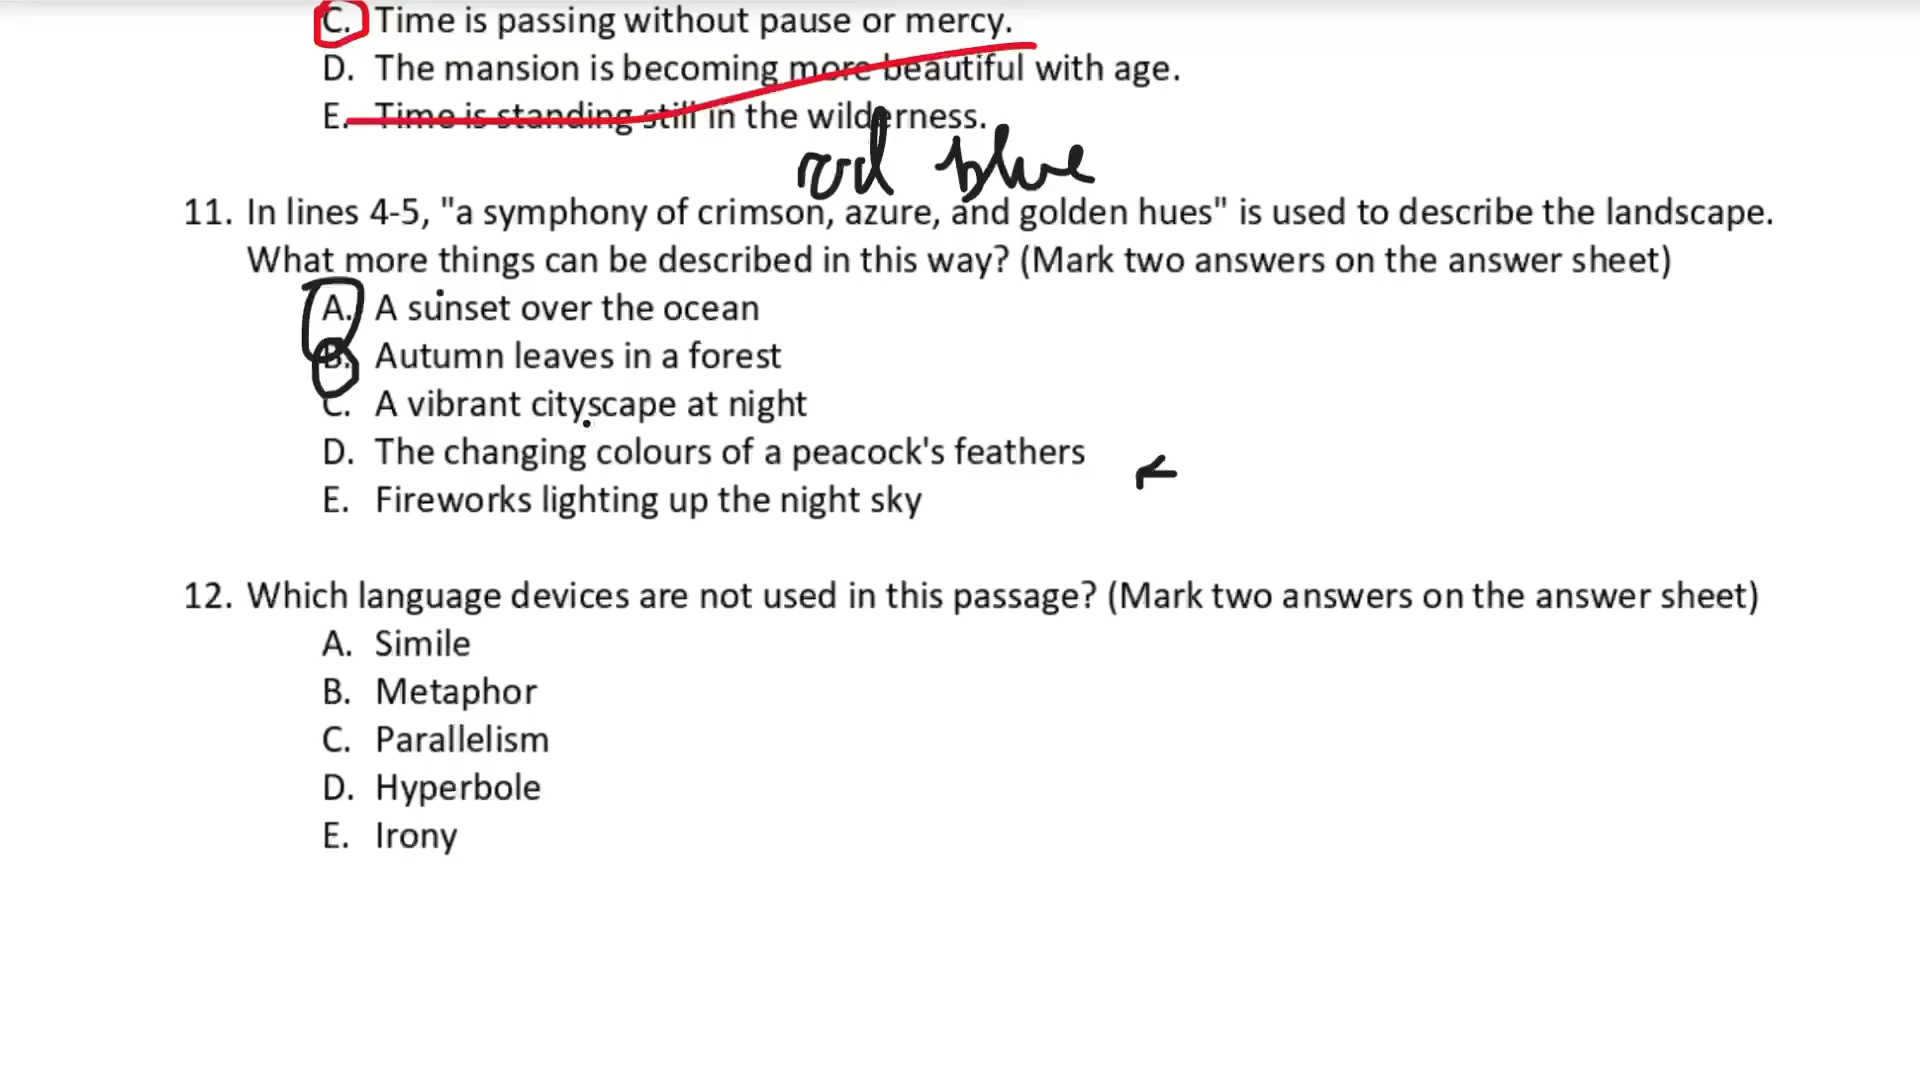 C. Time is passing without pause or mercy.
D. The mansion is becoming more beautiful with age.
E. Time is standing still in the wilderness.
red blue
11. In lines 4-5, "a symphony of crimson, azure, and golden hues" is used to describe the landscape.
What more things can be described in this way? (Mark two answers on the answer sheet)
A. A sunset over the ocean
B. Autumn leaves in a forest
C. A vibrant cityscape at night
D. The changing colours of a peacock's feathers
E. Fireworks lighting up the night sky
12. Which language devices are not used in this passage? (Mark two answers on the answer sheet)
A. Simile
B. Metaphor
C. Parallelism
D. Hyperbole
E. Irony